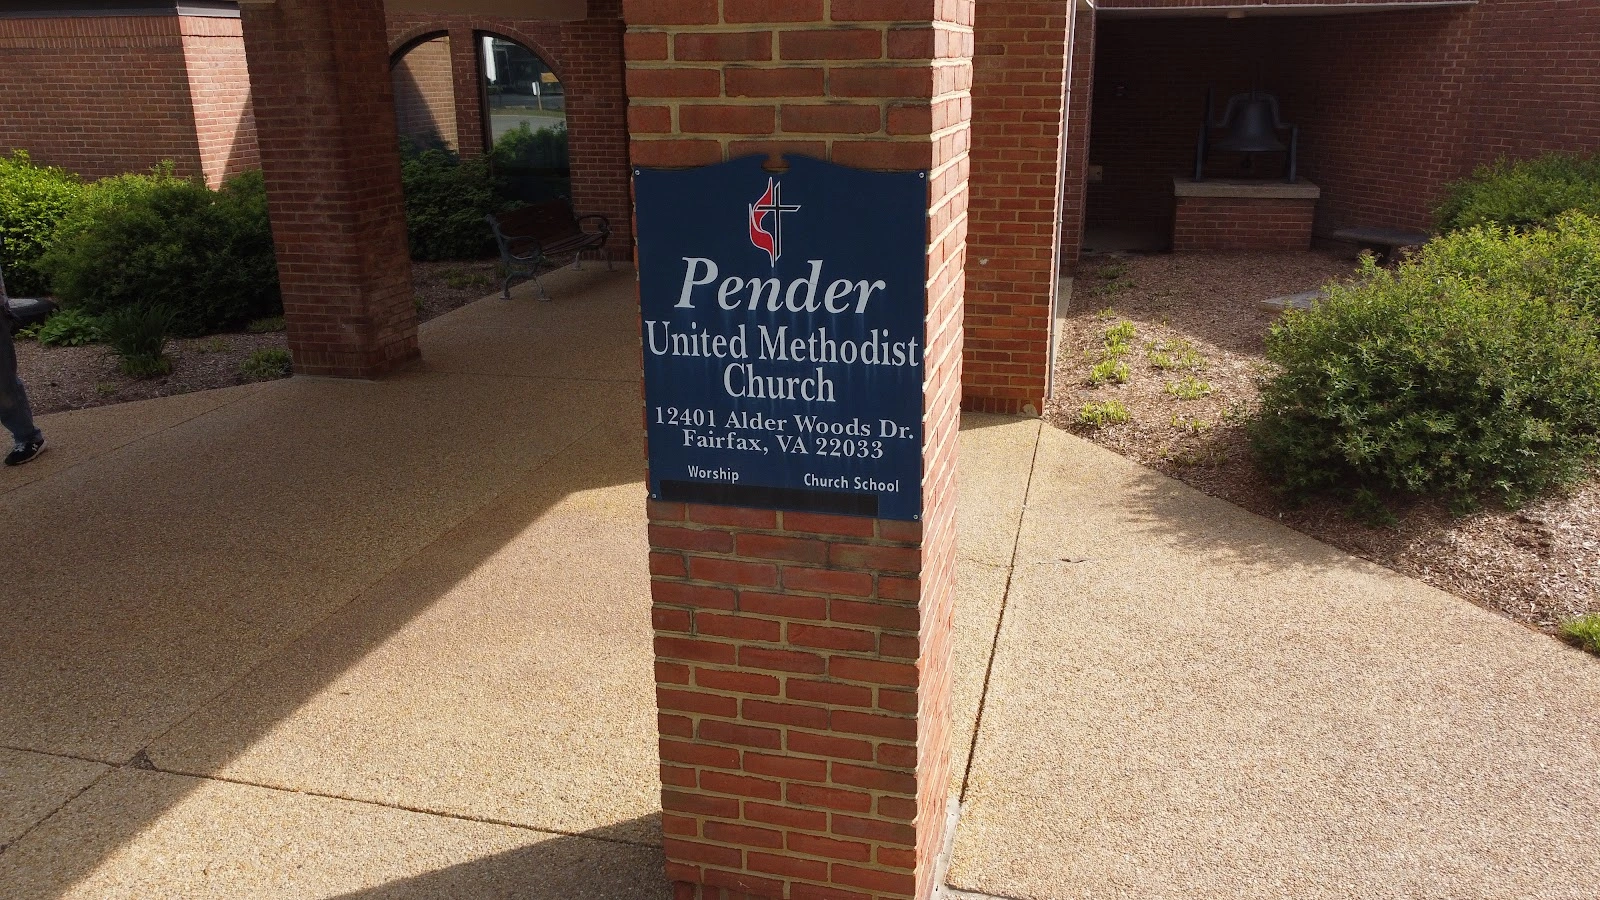 Pender
United Methodist
Church
12401 Alder Woods Dr.
Fairfax, VA 22033
Worship Church School